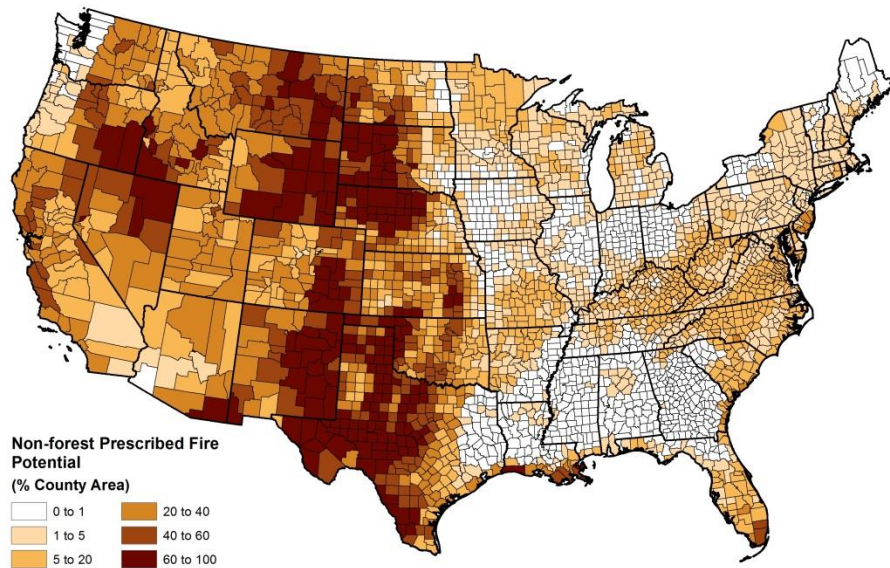 Non-forest Prescribed Fire
Potential
(% County Area)
0 to 1
20 to 40
1 to 5
40 to 60
5 to 20
60 to 100